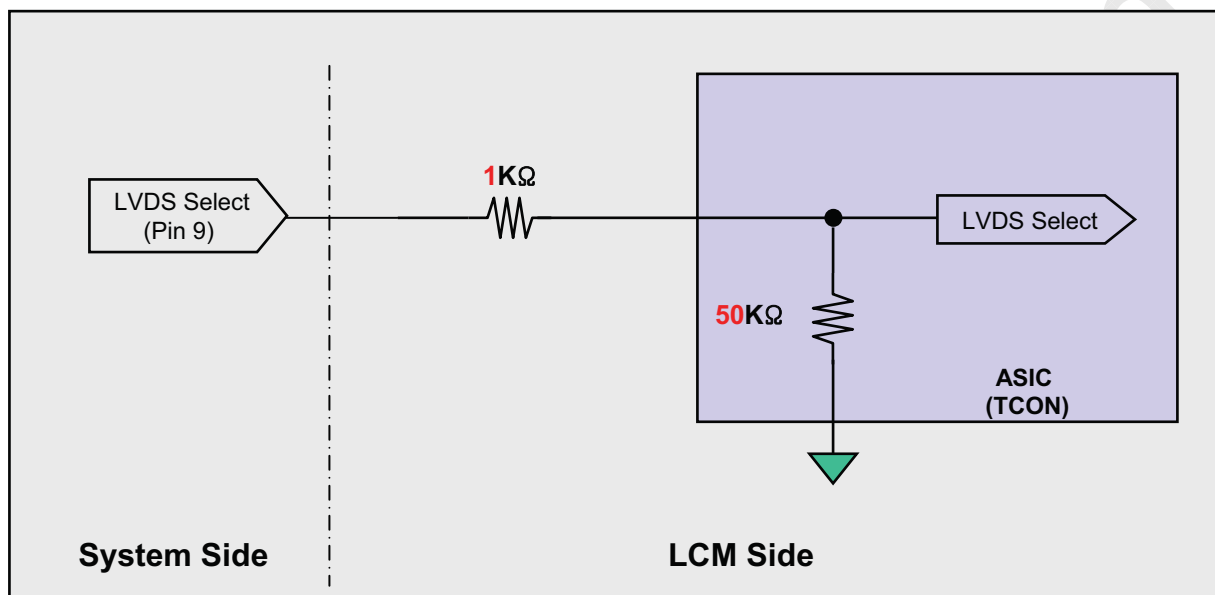 1KΩ
LVDS Select
(Pin 9)
LVDS Select
50KΩ
ASIC
(TCON)
System Side
LCM Side